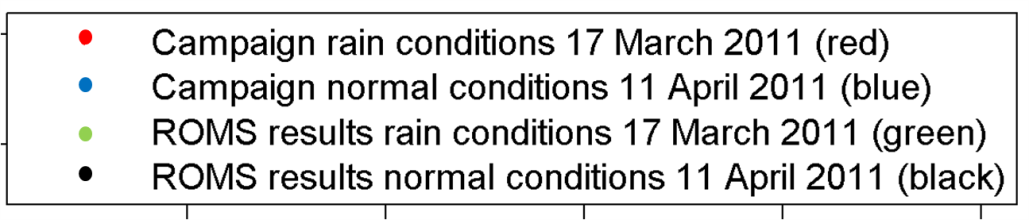 Campaign rain conditions 17 March 2011 (red)
Campaign normal conditions 11 April 2011 (blue)
ROMS results rain conditions 17 March 2011 (green)
ROMS results normal conditions 11 April 2011 (black)